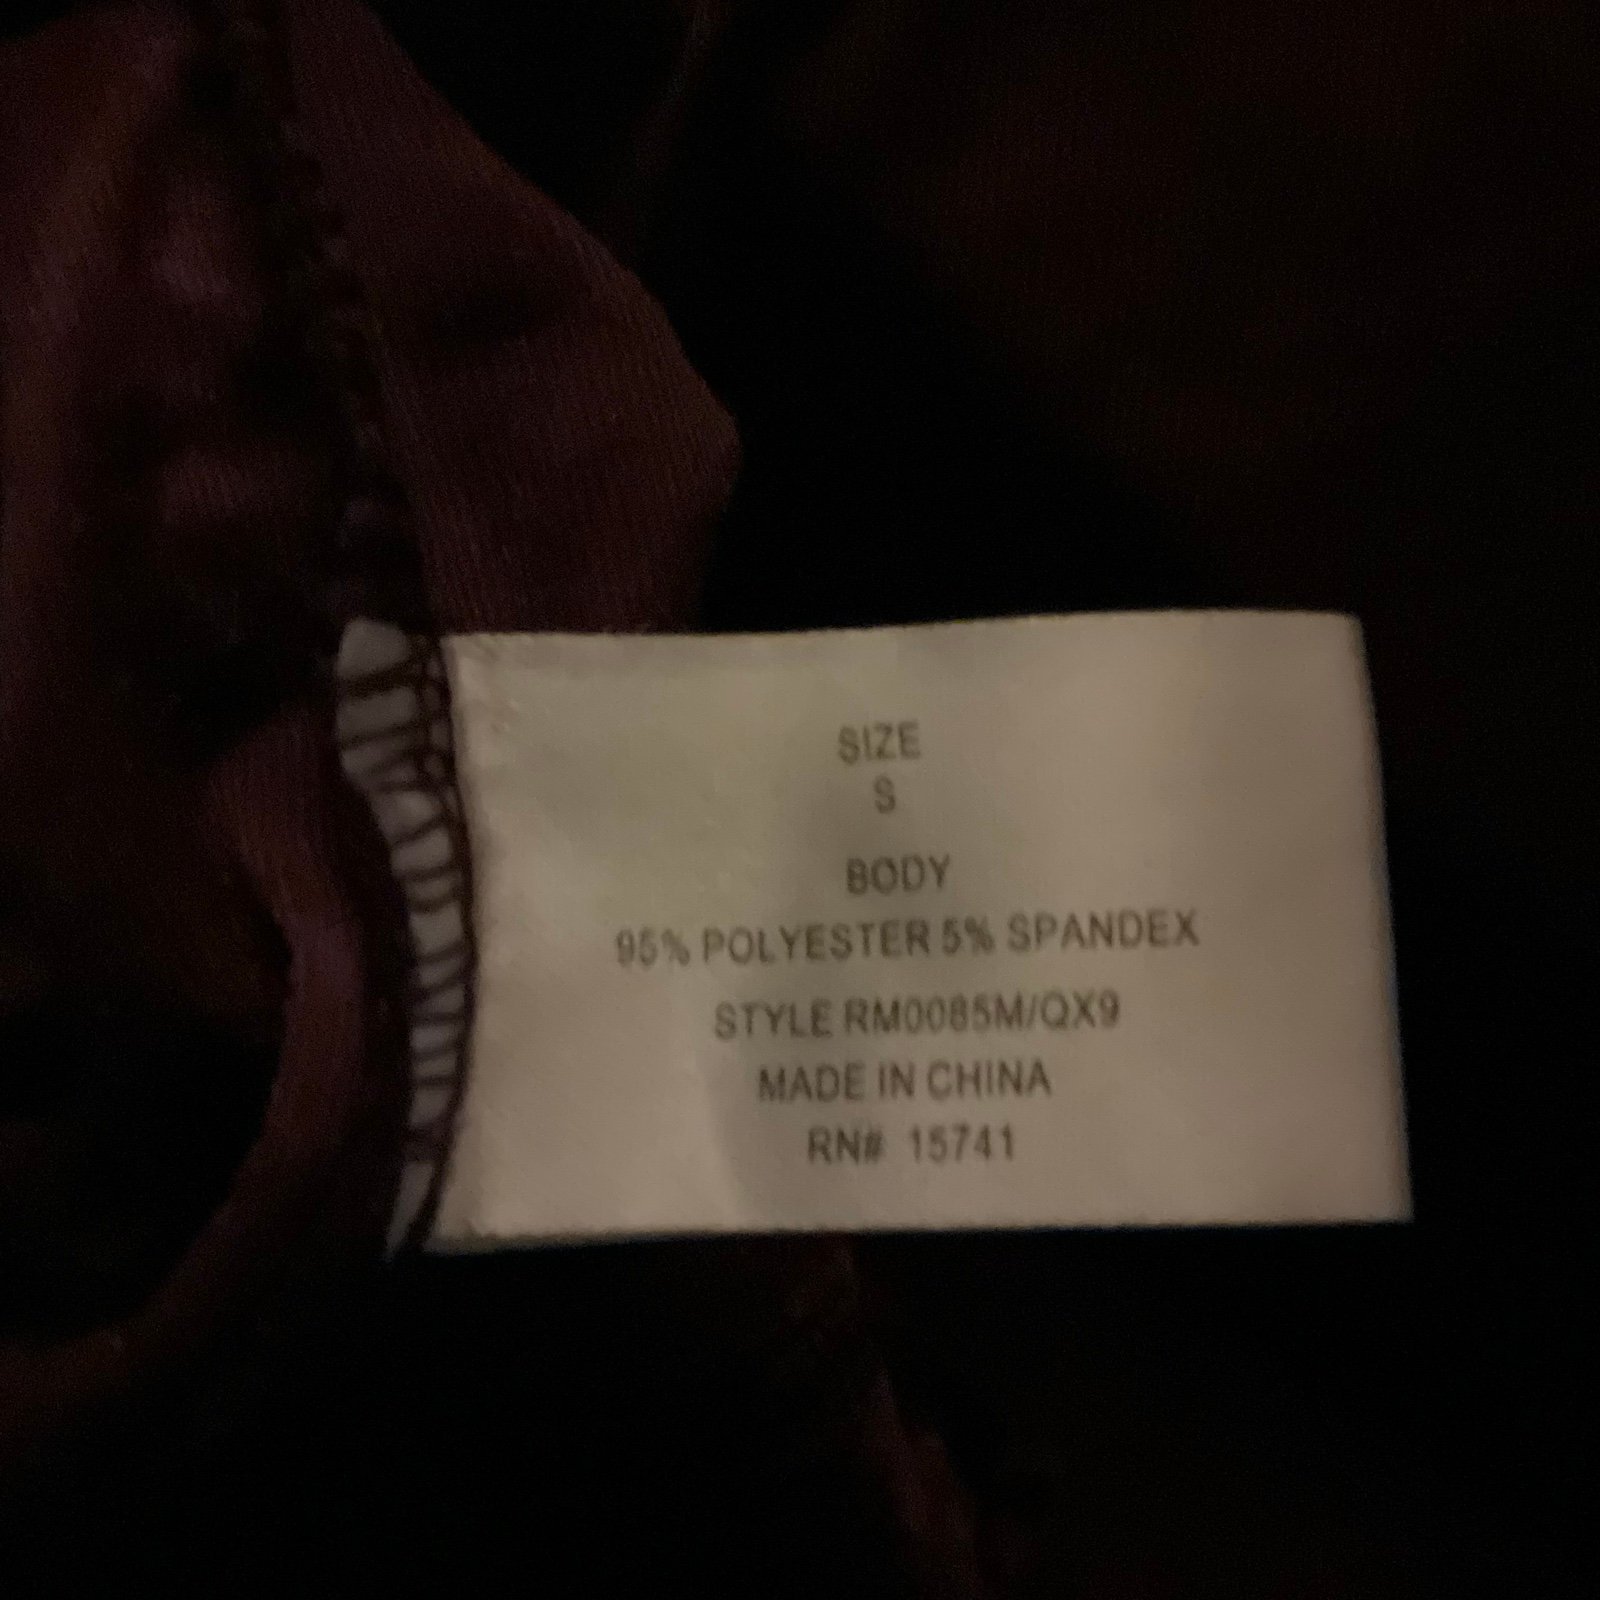 SIZE
S
BODY
95% POLYESTER 5% SPANDEX
STYLE RM0085M/QX9
MADE IN CHINA
RN# 15741